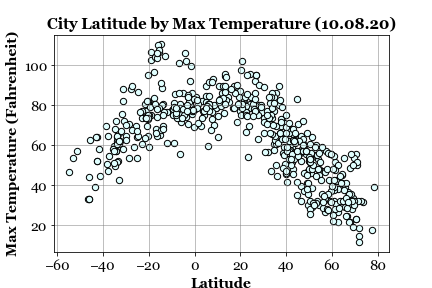 City Latitude by Max Temperature (10.08.20)
Max Temperature (Fahrenheit)
100
80
60
40
20
−60 −40 −20 0 20 40 60 80
Latitude